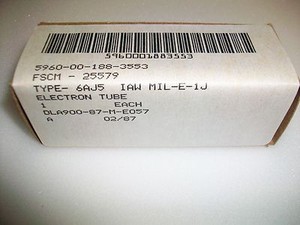 5960001883553
5960-00-188-3553
FSCM - 25579
TYPE- 6AJ5 IAW MIL-E-1J
ELECTRON TUBE
1 EACH
DLA900-87-M-E057
A 02/87